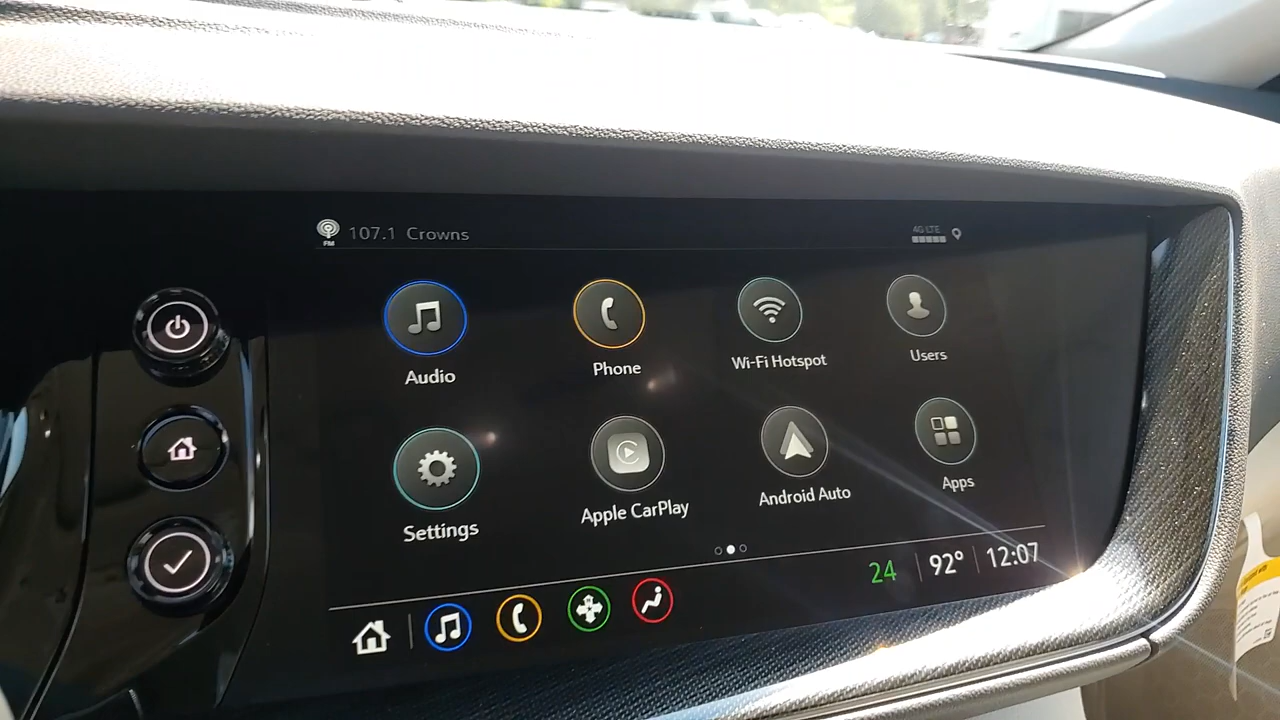 107.1 Crowns
4G LTE
FM
Audio
Phone
Wi-Fi Hotspot
Users
Settings
Apple CarPlay
Android Auto
Apps
24
92°
12:07